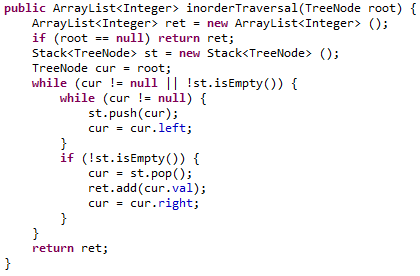 public ArrayList<Integer> inorderTraversal(TreeNode root) {
    ArrayList<Integer> ret = new ArrayList<Integer> ();
    if (root == null) return ret;
    Stack<TreeNode> st = new Stack<TreeNode> ();
    TreeNode cur = root;
    while (cur != null || !st.isEmpty()) {
        while (cur != null) {
            st.push(cur);
            cur = cur.left;
        }
        if (!st.isEmpty()) {
            cur = st.pop();
            ret.add(cur.val);
            cur = cur.right;
        }
    }
    return ret;
}